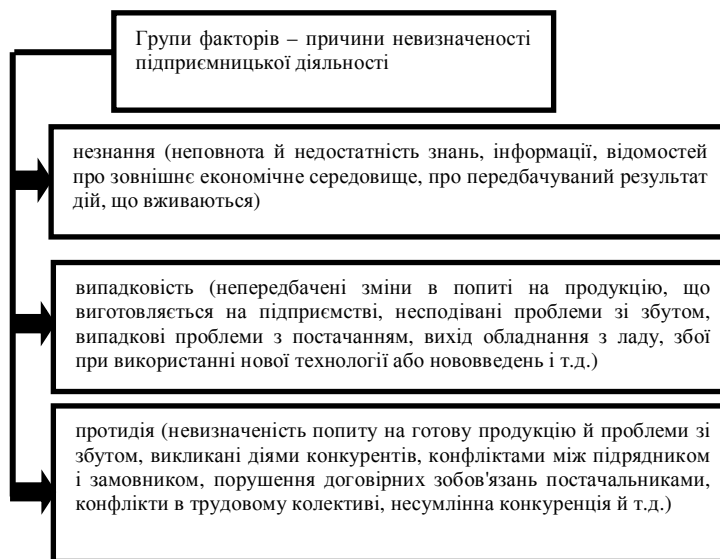 Групи факторів – причини невизначеності
підприємницької діяльності
незнання (неповнота й недостатність знань, інформації, відомостей
про зовнішнє економічне середовище, про передбачуваний результат
дій, що вживаються)
випадковість (непередбачені зміни в попиті на продукцію, що
виготовляється на підприємстві, несподівані проблеми зі збутом,
випадкові проблеми з постачанням, вихід обладнання з ладу, збої
при використанні нової технології або нововведень і т.д.)
протидія (невизначеність попиту на готову продукцію й проблеми зі
збутом, викликані діями конкурентів, конфліктами між підрядником
і замовником, порушення договірних зобов'язань постачальниками,
конфлікти в трудовому колективі, несумлінна конкуренція й т.д.)